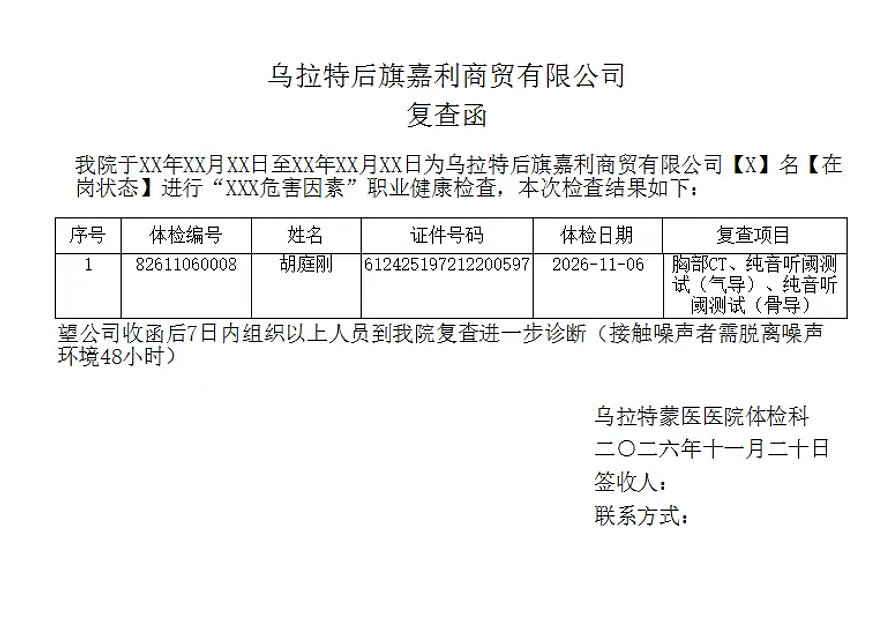 乌拉特后旗嘉利商贸有限公司
复查函
我院于XX年XX月XX日至XX年XX月XX日为乌拉特后旗嘉利商贸有限公司【X】名【在
岗状态】进行“XXX危害因素”职业健康检查，本次检查结果如下：
序号 体检编号 姓名 证件号码 体检日期 复查项目
1 82611060008 胡庭刚 612425197212200597 2026-11-06 胸部CT、纯音听阈测
试（气导）、纯音听
阈测试（骨导）
望公司收函后7日内组织以上人员到我院复查进一步诊断（接触噪声者需脱离噪声
环境48小时）
乌拉特蒙医医院体检科
二〇二六年十一月二十日
签收人：
联系方式：